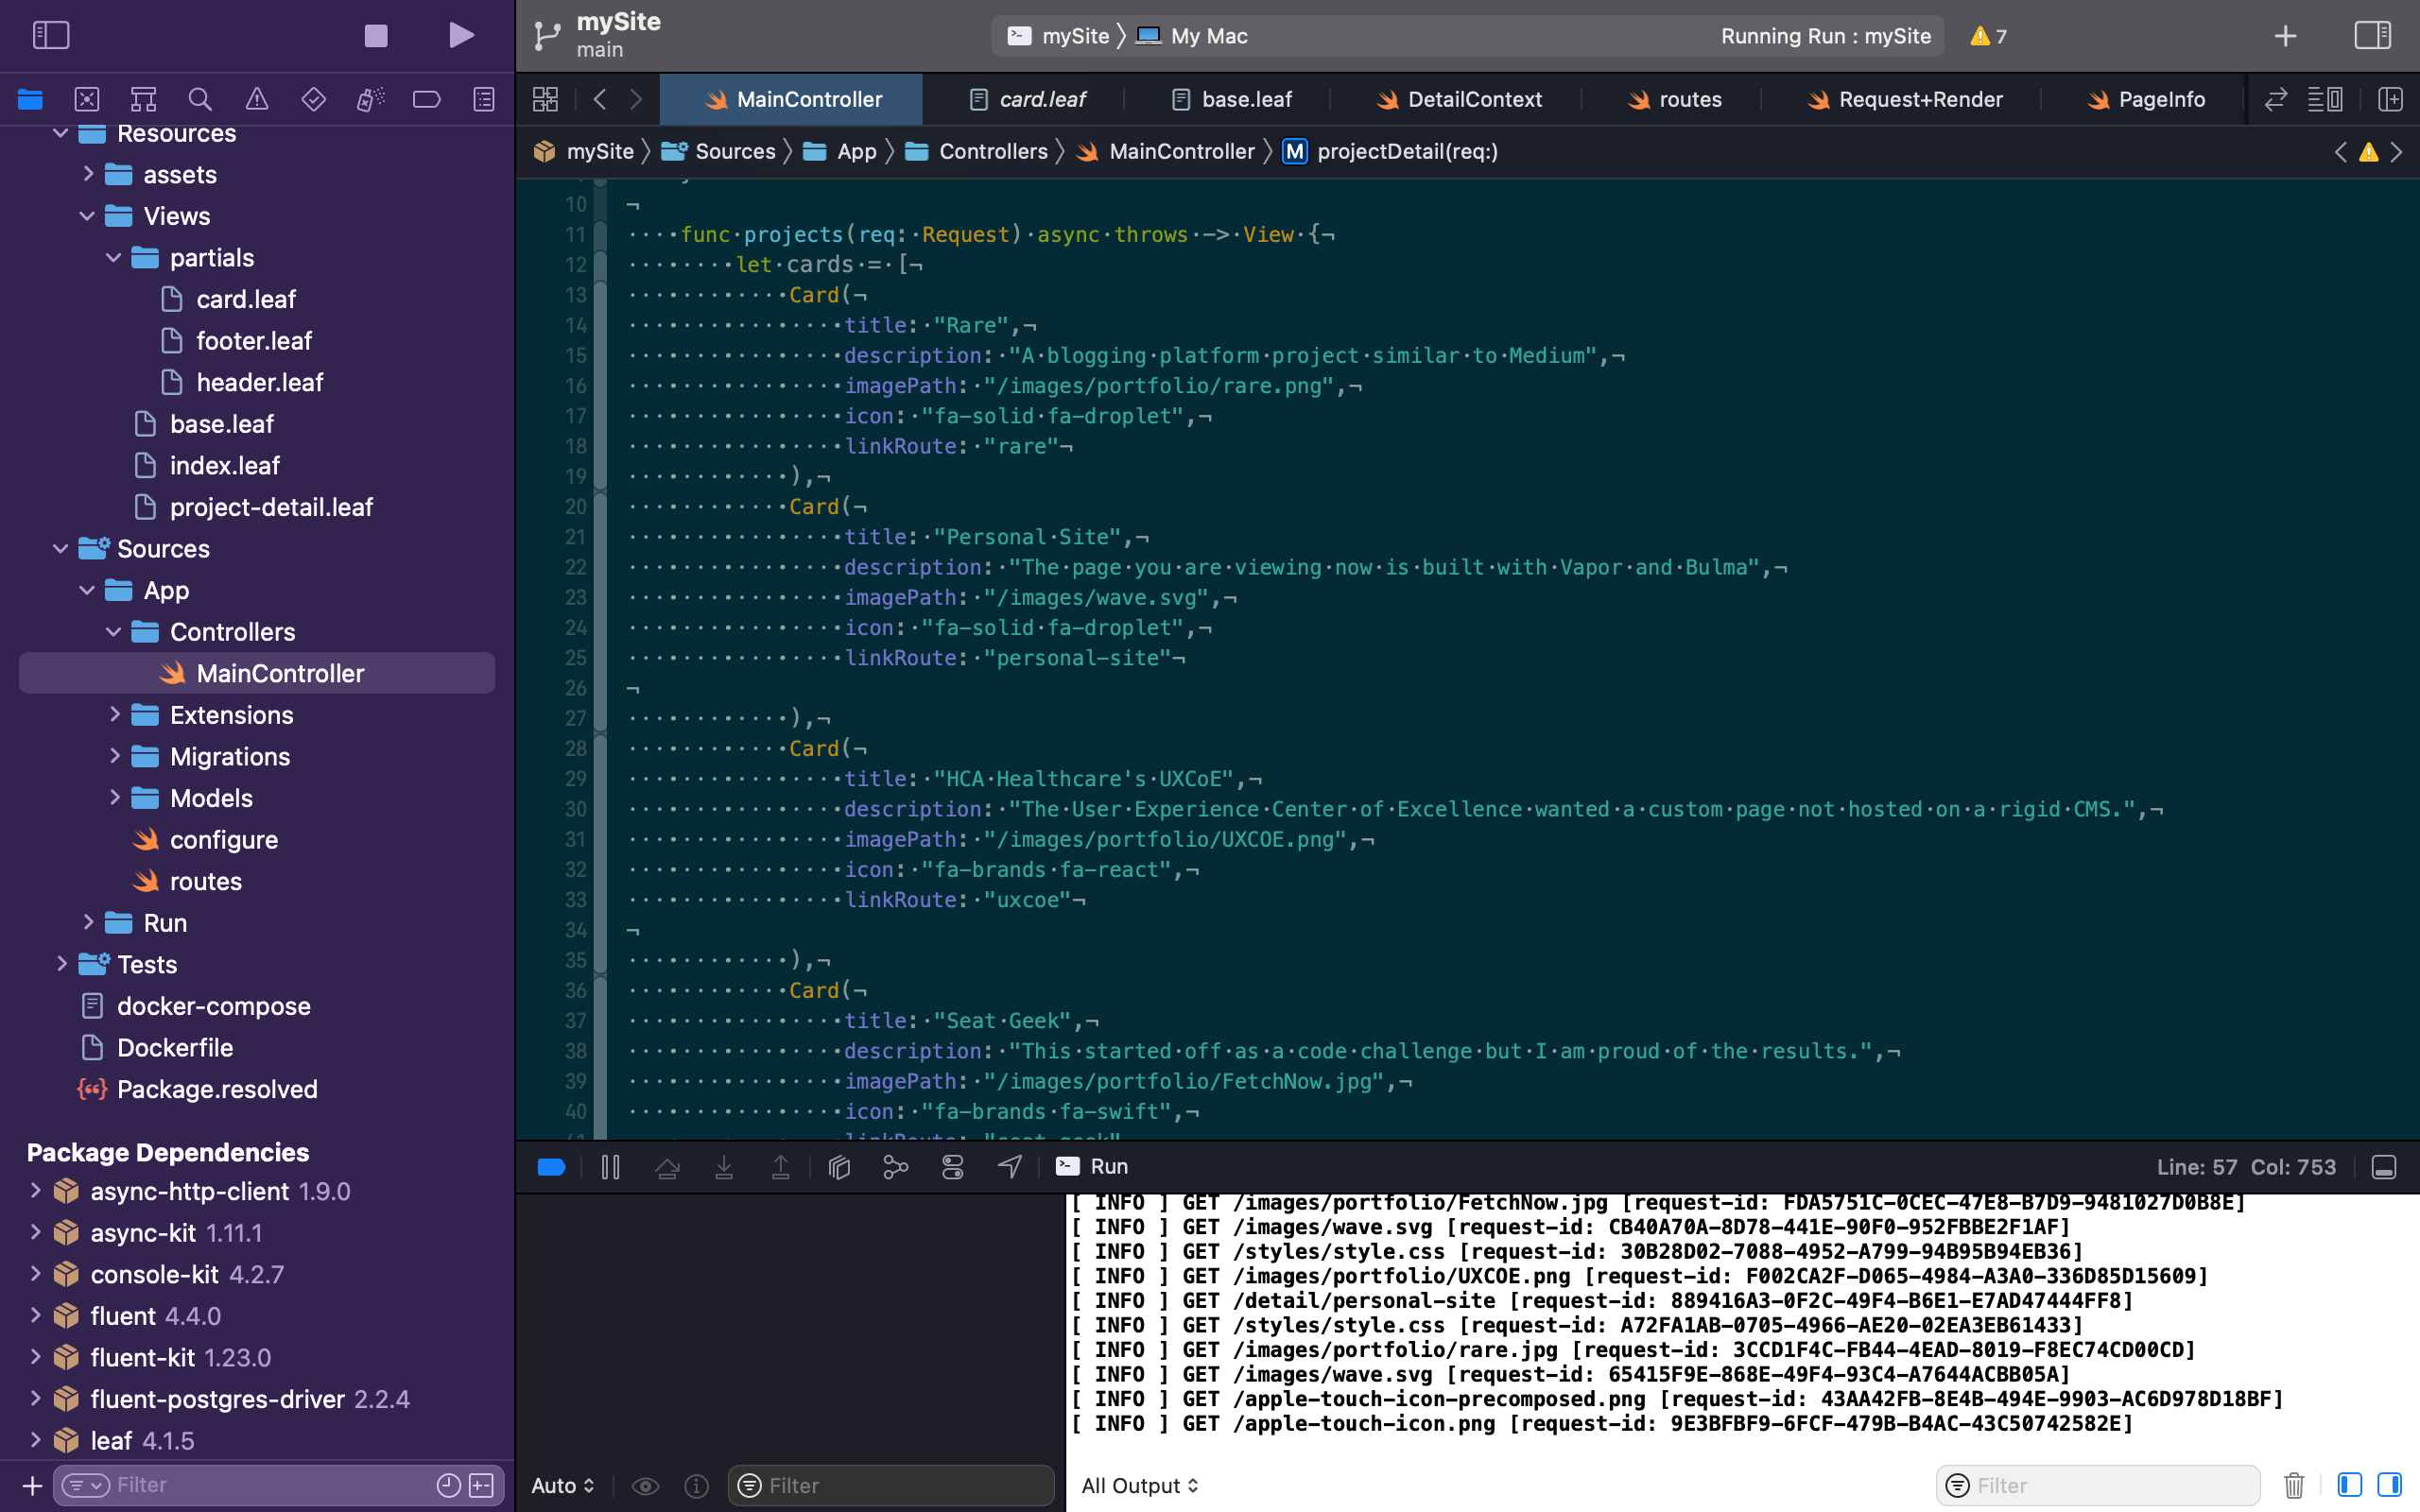 mySite
main
mySite
My Mac
Running Run : mySite
7
MainController
card.leaf
base.leaf
DetailContext
routes
Request+Render
PageInfo
mySite
Sources
App
Controllers
MainController
M
projectDetail(req:)
Resources
assets
Views
partials
card.leaf
footer.leaf
header.leaf
base.leaf
index.leaf
project-detail.leaf
Sources
App
Controllers
MainController
Extensions
Migrations
Models
configure
routes
Run
Tests
docker-compose
Dockerfile
Package.resolved
Package Dependencies
async-http-client 1.9.0
async-kit 1.11.1
console-kit 4.2.7
fluent 4.4.0
fluent-kit 1.23.0
fluent-postgres-driver 2.2.4
leaf 4.1.5
Filter
10
11 func projects(req: Request) async throws -> View {
12 let cards = [
13 Card(
14 title: "Rare",
15 description: "A blogging platform project similar to Medium",
16 imagePath: "/images/portfolio/rare.png",
17 icon: "fa-solid fa-droplet",
18 linkRoute: "rare"
19 ),
20 Card(
21 title: "Personal Site",
22 description: "The page you are viewing now is built with Vapor and Bulma",
23 imagePath: "/images/wave.svg",
24 icon: "fa-solid fa-droplet",
25 linkRoute: "personal-site"
26
27 ),
28 Card(
29 title: "HCA Healthcare's UXCoE",
30 description: "The User Experience Center of Excellence wanted a custom page not hosted on a rigid CMS.",
31 imagePath: "/images/portfolio/UXCOE.png",
32 icon: "fa-brands fa-react",
33 linkRoute: "uxcoe"
34
35 ),
36 Card(
37 title: "Seat Geek",
38 description: "This started off as a code challenge but I am proud of the results.",
39 imagePath: "/images/portfolio/FetchNow.jpg",
40 icon: "fa-brands fa-swift",
Run
Line: 57 Col: 753
[ INFO ] GET /images/portfolio/FetchNow.jpg [request-id: FDA5751C-0CEC-47E8-B7D9-9481027D0B8E]
[ INFO ] GET /images/wave.svg [request-id: CB40A70A-8D78-441E-90F0-952FBBE2F1AF]
[ INFO ] GET /styles/style.css [request-id: 30B28D02-7088-4952-A799-94B95B94EB36]
[ INFO ] GET /images/portfolio/UXCOE.png [request-id: F002CA2F-D065-4984-A3A0-336D85D15609]
[ INFO ] GET /detail/personal-site [request-id: 889416A3-0F2C-49F4-B6E1-E7AD47444FF8]
[ INFO ] GET /styles/style.css [request-id: A72FA1AB-0705-4966-AE20-02EA3EB61433]
[ INFO ] GET /images/portfolio/rare.jpg [request-id: 3CCD1F4C-FB44-4EAD-8019-F8EC74CD00CD]
[ INFO ] GET /images/wave.svg [request-id: 65415F9E-868E-49F4-93C4-A7644ACBB05A]
[ INFO ] GET /apple-touch-icon-precomposed.png [request-id: 43AA42FB-8E4B-494E-9903-AC6D978D18BF]
[ INFO ] GET /apple-touch-icon.png [request-id: 9E3BFBF9-6FCF-479B-B4AC-43C50742582E]
Auto
Filter
All Output
Filter